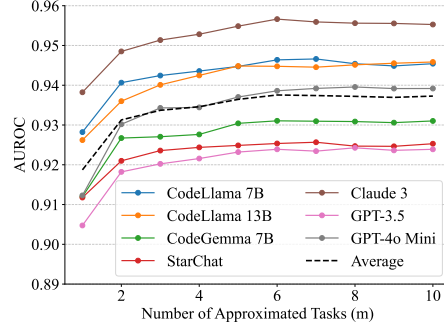 0.96
0.95
0.94
0.93
0.92
0.91
0.90
0.89
AUROC
CodeLlama 7B
CodeLlama 13B
CodeGemma 7B
StarChat
Claude 3
GPT-3.5
GPT-4o Mini
Average
2
4
6
8
10
Number of Approximated Tasks (m)